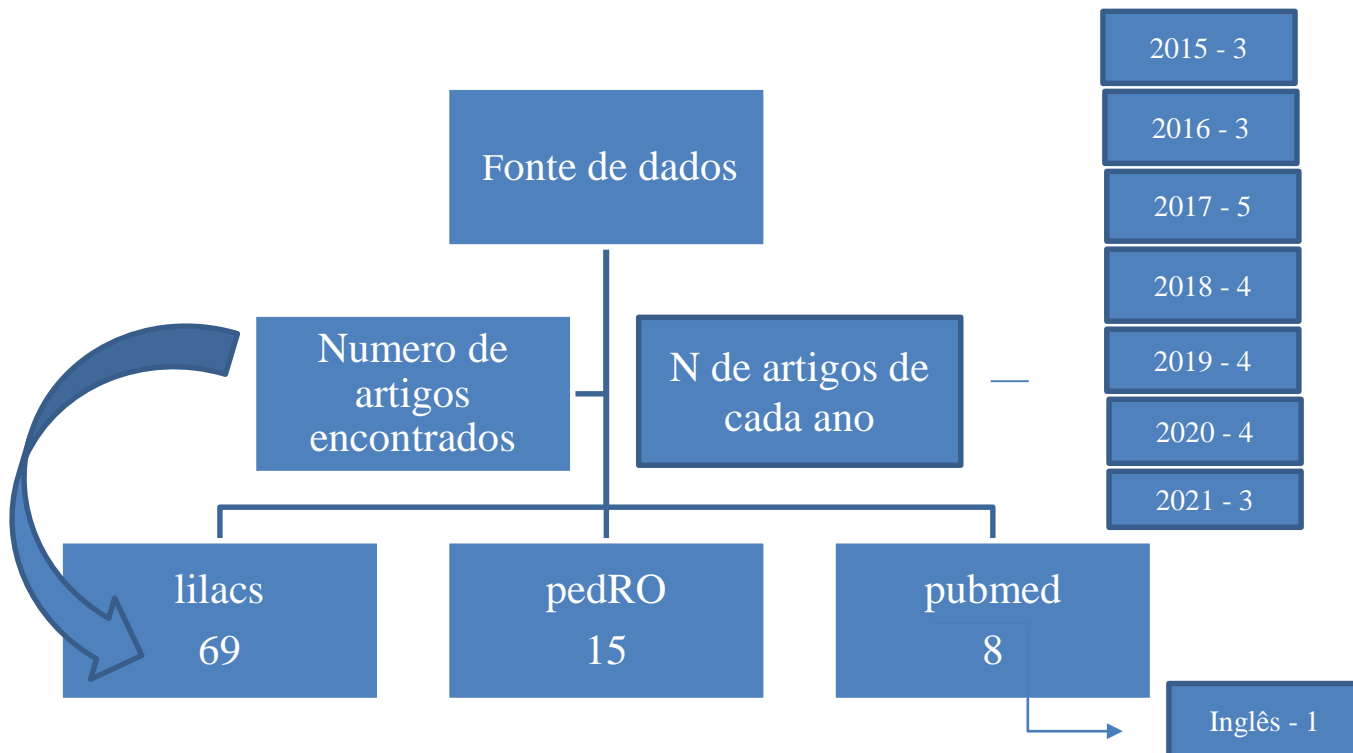 Fonte de dados
Numero de
artigos
encontrados
N de artigos de
cada ano
2015 - 3
2016 - 3
2017 - 5
2018 - 4
2019 - 4
2020 - 4
2021 - 3
lilacs
69
pedRO
15
pubmed
8
Inglês - 1